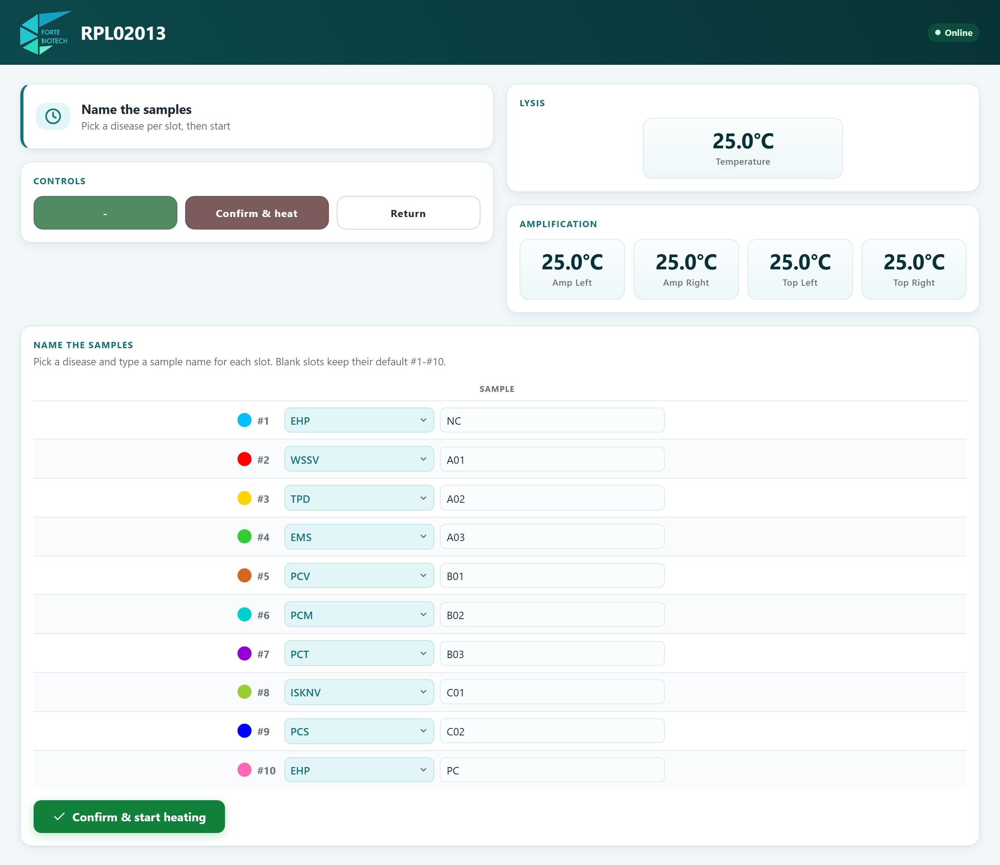 FORTE
BIOTECH
RPL02013
Online
Name the samples
Pick a disease per slot, then start
CONTROLS
-
Confirm & heat
Return
LYSIS
25.0°C
Temperature
AMPLIFICATION
25.0°C
Amp Left
25.0°C
Amp Right
25.0°C
Top Left
25.0°C
Top Right
NAME THE SAMPLES
Pick a disease and type a sample name for each slot. Blank slots keep their default #1-#10.
SAMPLE
#1 EHP NC
#2 WSSV A01
#3 TPD A02
#4 EMS A03
#5 PCV B01
#6 PCM B02
#7 PCT B03
#8 ISKNV C01
#9 PCS C02
#10 EHP PC
Confirm & start heating